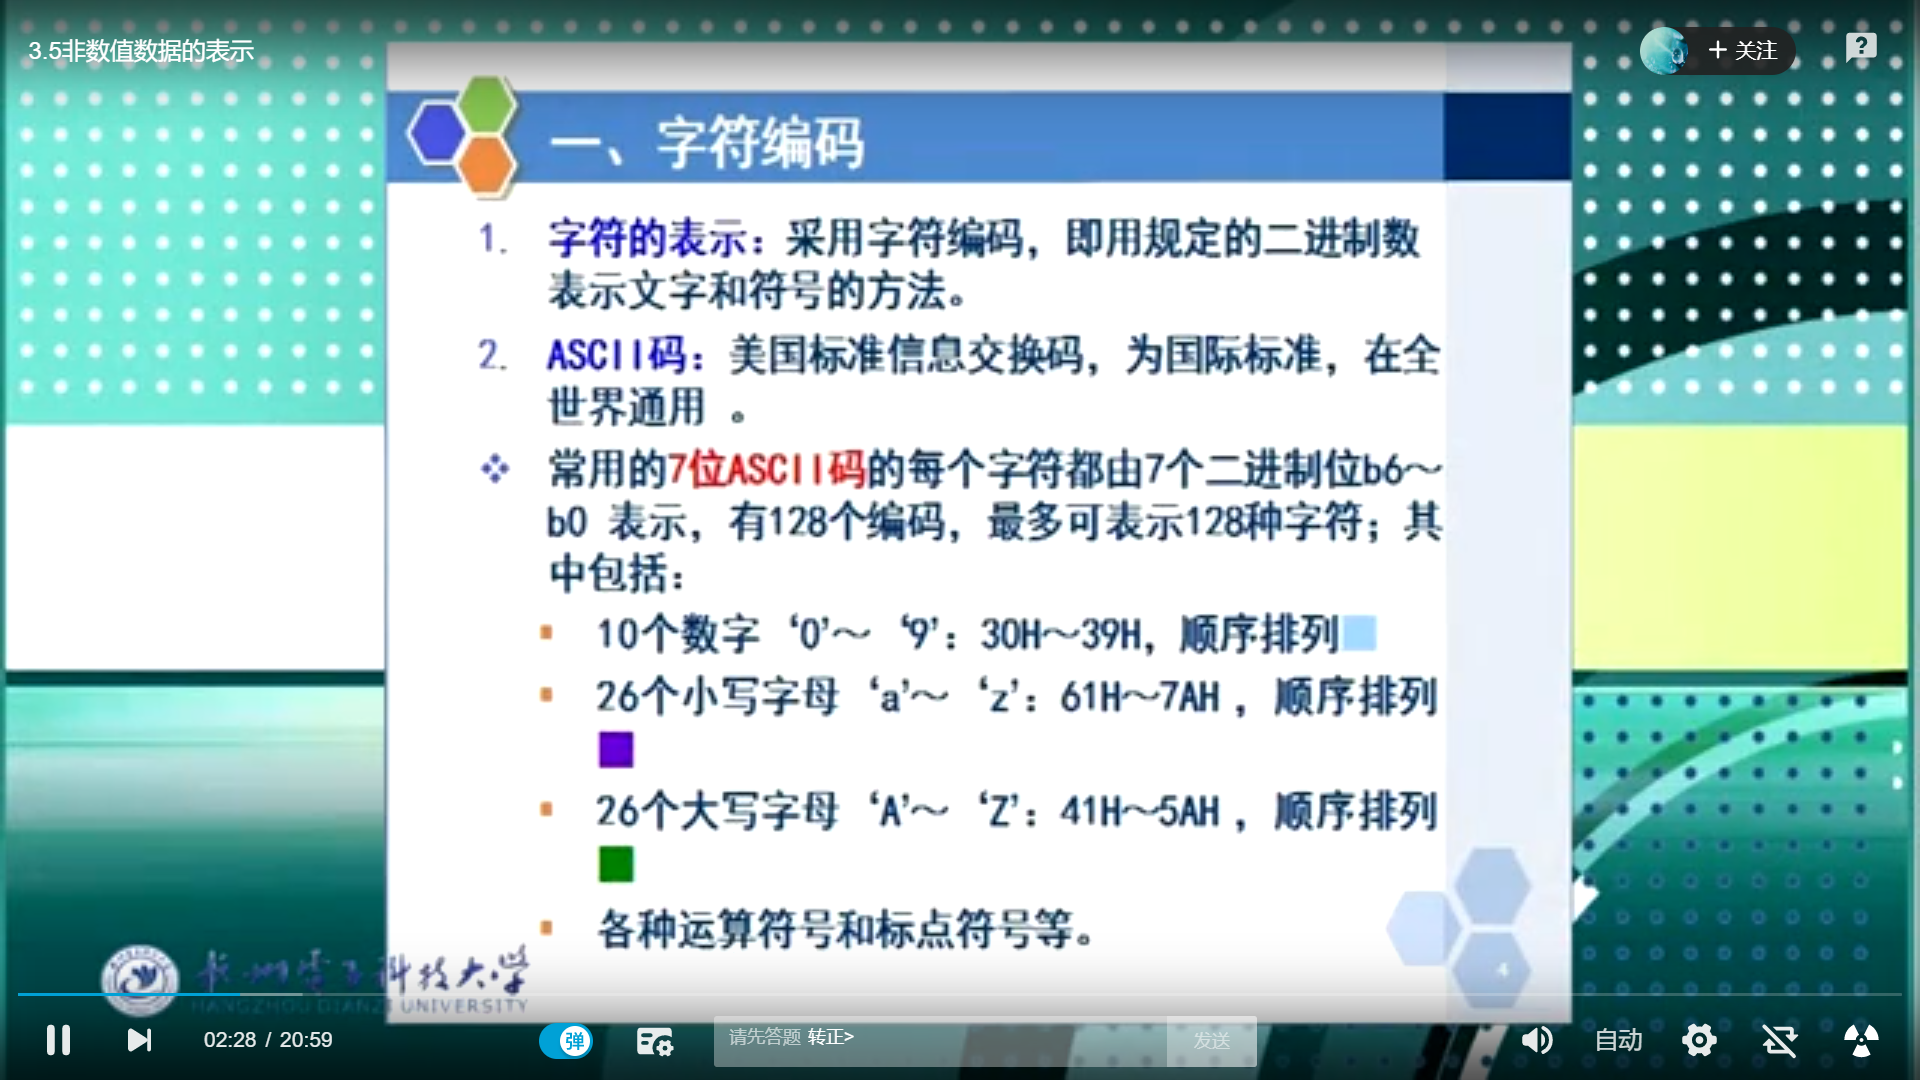 3.5非数值数据的表示
+ 关注
一、字符编码
1. 字符的表示：采用字符编码，即用规定的二进制数
表示文字和符号的方法。
2. ASCII码：美国标准信息交换码，为国际标准，在全
世界通用 。
常用的7位ASCII码的每个字符都由7个二进制位b6～
b0 表示，有128个编码，最多可表示128种字符；其
中包括：
10个数字‘0’～‘9’：30H～39H，顺序排列
26个小写字母‘a’～‘z’：61H～7AH ，顺序排列
26个大写字母‘A’～‘Z’：41H～5AH ，顺序排列
各种运算符号和标点符号等。
4
杭州电子科技大学
HANGZHOU DIANZI UNIVERSITY
02:28 / 20:59
弹
请先答题 转正>
发送
自动